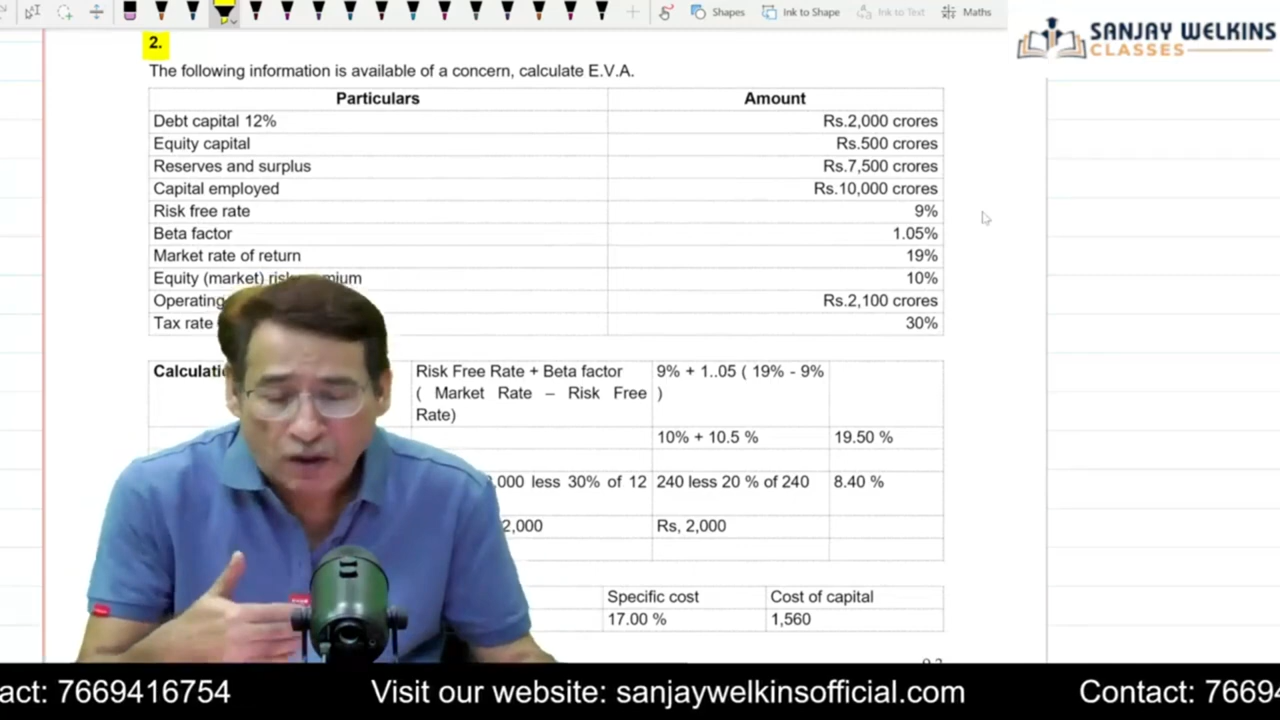 Shapes Ink to Shape Ink to Text Maths
SANJAY WELKINS
CLASSES
2.
The following information is available of a concern, calculate E.V.A.
Particulars Amount
Debt capital 12% Rs.2,000 crores
Equity capital Rs.500 crores
Reserves and surplus Rs.7,500 crores
Capital employed Rs.10,000 crores
Risk free rate 9%
Beta factor 1.05%
Market rate of return 19%
Equity (market) 10%
Operating Rs.2,100 crores
Tax rate 30%
Risk Free Rate + Beta factor 9% + 1..05 ( 19% - 9%
( Market Rate – Risk Free )
Rate)
10% + 10.5 % 19.50 %
less 30% of 12 240 less 20 % of 240 8.40 %
2,000 Rs, 2,000
Specific cost Cost of capital
17.00 % 1,560
act: 7669416754 Visit our website: sanjaywelkinsofficial.com Contact: 7669